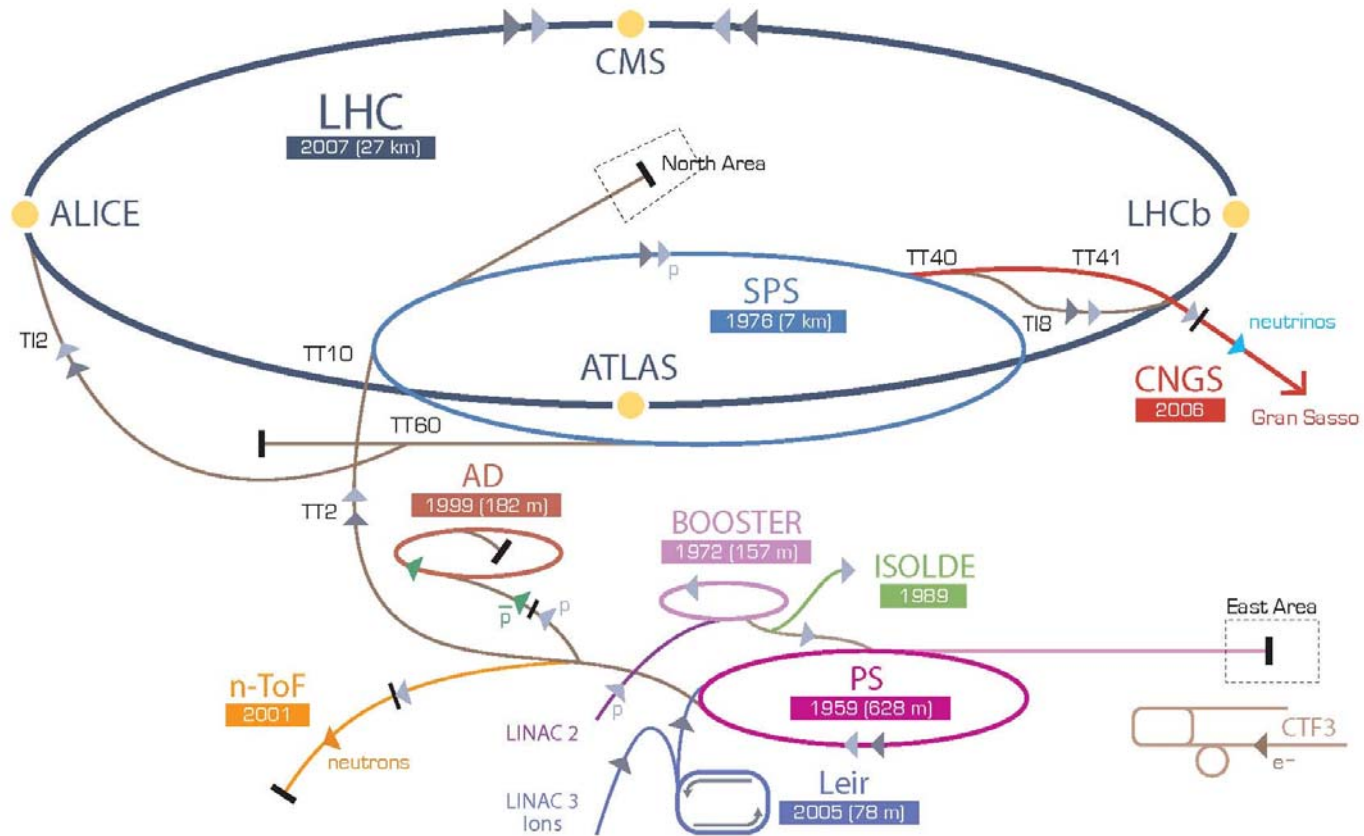 CMS
LHC
2007 (27 km)
North Area
ALICE
LHCb
TT40
TT41
p
SPS
1976 (7 km)
TI8
neutrinos
TI2
TT10
ATLAS
CNGS
2006
Gran Sasso
TT60
AD
1999 (182 m)
TT2
BOOSTER
1972 (157 m)
ISOLDE
1989
East Area
p̅
p
n-ToF
2001
neutrons
p
LINAC 2
PS
1959 (628 m)
CTF3
e−
LINAC 3
Ions
Leir
2005 (78 m)